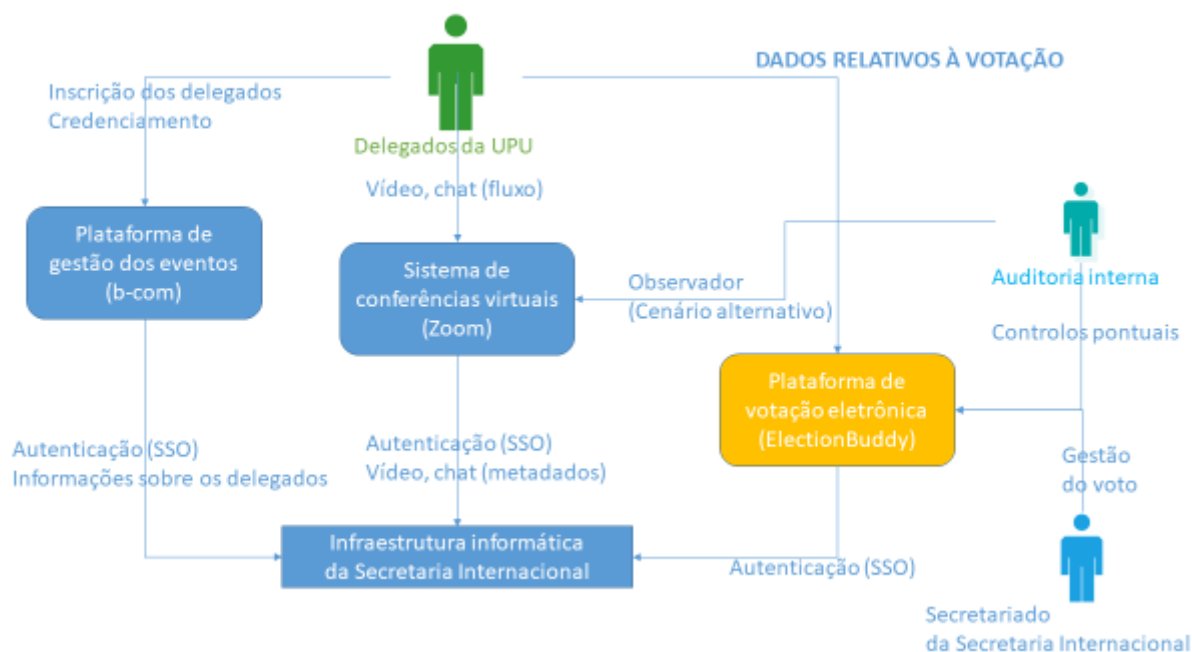 DADOS RELATIVOS À VOTAÇÃO
Inscrição dos delegados
Credenciamento
Delegados da UPU
Vídeo, chat (fluxo)
Plataforma de
gestão dos eventos
(b-com)
Sistema de
conferências virtuais
(Zoom)
Observador
(Cenário alternativo)
Auditoria interna
Controlos pontuais
Plataforma de
votação eletrônica
(ElectionBuddy)
Autenticação (SSO)
Informações sobre os delegados
Autenticação (SSO)
Vídeo, chat (metadados)
Gestão
do voto
Infraestrutura informática
da Secretaria Internacional
Autenticação (SSO)
Secretariado
da Secretaria Internacional